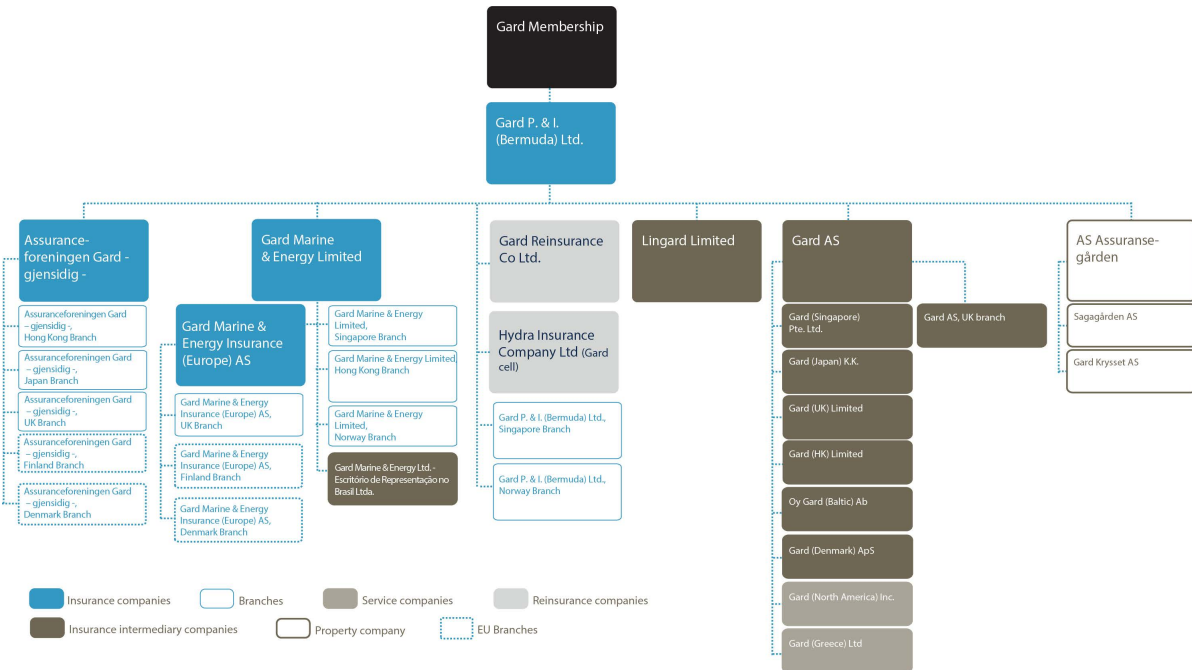 Gard Membership
Gard P. & I.
(Bermuda) Ltd.
Assurance-
foreningen Gard -
gjensidig -
Assuranceforeningen Gard
– gjensidig -,
Hong Kong Branch
Assuranceforeningen Gard
– gjensidig -,
Japan Branch
Assuranceforeningen Gard
– gjensidig -,
UK Branch
Assuranceforeningen Gard
– gjensidig -,
Finland Branch
Assuranceforeningen Gard
– gjensidig -,
Denmark Branch
Gard Marine
& Energy Limited
Gard Marine &
Energy Insurance
(Europe) AS
Gard Marine & Energy
Insurance (Europe) AS,
UK Branch
Gard Marine & Energy
Insurance (Europe) AS,
Finland Branch
Gard Marine & Energy
Insurance (Europe) AS,
Denmark Branch
Gard Marine & Energy
Limited,
Singapore Branch
Gard Marine & Energy Limited,
Hong Kong Branch
Gard Marine & Energy
Limited,
Norway Branch
Gard Marine & Energy Ltd. -
Escritório de Representação no
Brasil Ltda.
Gard Reinsurance
Co Ltd.
Hydra Insurance
Company Ltd (Gard
cell)
Gard P. & I. (Bermuda) Ltd.,
Singapore Branch
Gard P. & I. (Bermuda) Ltd.,
Norway Branch
Lingard Limited
Gard AS
Gard (Singapore)
Pte. Ltd.
Gard (Japan) K.K.
Gard (UK) Limited
Gard (HK) Limited
Oy Gard (Baltic) Ab
Gard (Denmark) ApS
Gard (North America) Inc.
Gard (Greece) Ltd
Gard AS, UK branch
AS Assuranse-
gården
Sagagården AS
Gard Krysset AS
Insurance companies
Branches
Service companies
Reinsurance companies
Insurance intermediary companies
Property company
EU Branches